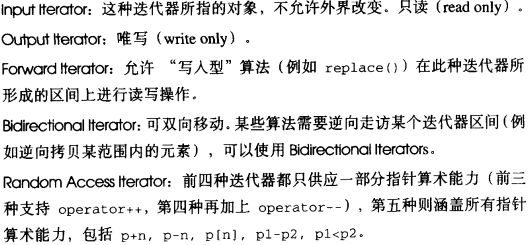 Input Iterator：这种迭代器所指的对象，不允许外界改变。只读（read only）。
Output Iterator：唯写（write only）。
Forward Iterator：允许 “写入型”算法（例如 replace()）在此种迭代器所
形成的区间上进行读写操作。
Bidirectional Iterator：可双向移动。某些算法需要逆向走访某个迭代器区间（例
如逆向拷贝某范围内的元素），可以使用 Bidirectional Iterators。
Random Access Iterator：前四种迭代器都只供应一部分指针算术能力（前三
种支持 operator++，第四种再加上 operator--），第五种则涵盖所有指针
算术能力，包括 p+n, p-n, p[n], p1-p2, p1<p2。